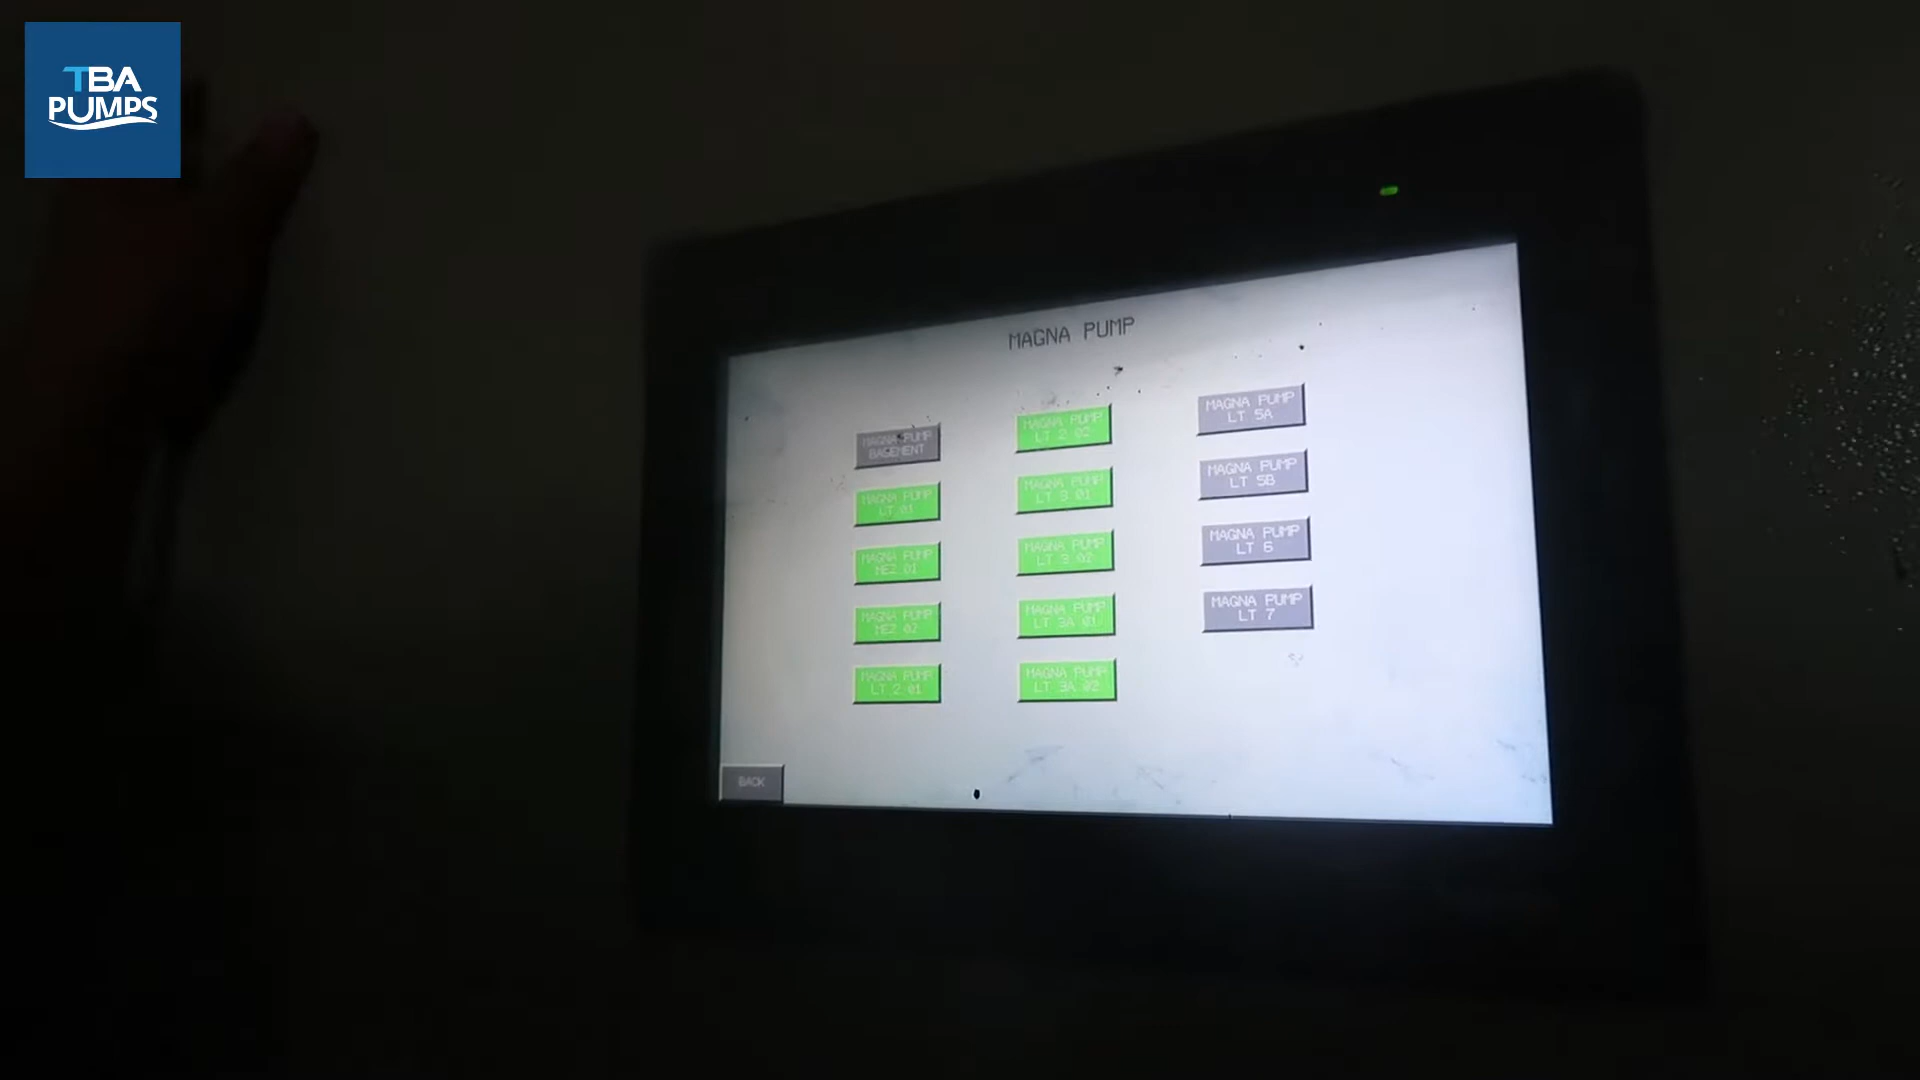 TBA
PUMPS
MAGNA PUMP
MAGNA PUMP
BASEMENT
MAGNA PUMP
LT 01
MAGNA PUMP
MEZ 01
MAGNA PUMP
MEZ 02
MAGNA PUMP
LT 2 01
MAGNA PUMP
LT 2 02
MAGNA PUMP
LT 3 01
MAGNA PUMP
LT 3 02
MAGNA PUMP
LT 3A 01
MAGNA PUMP
LT 3A 02
MAGNA PUMP
LT 5A
MAGNA PUMP
LT 5B
MAGNA PUMP
LT 6
MAGNA PUMP
LT 7
BACK